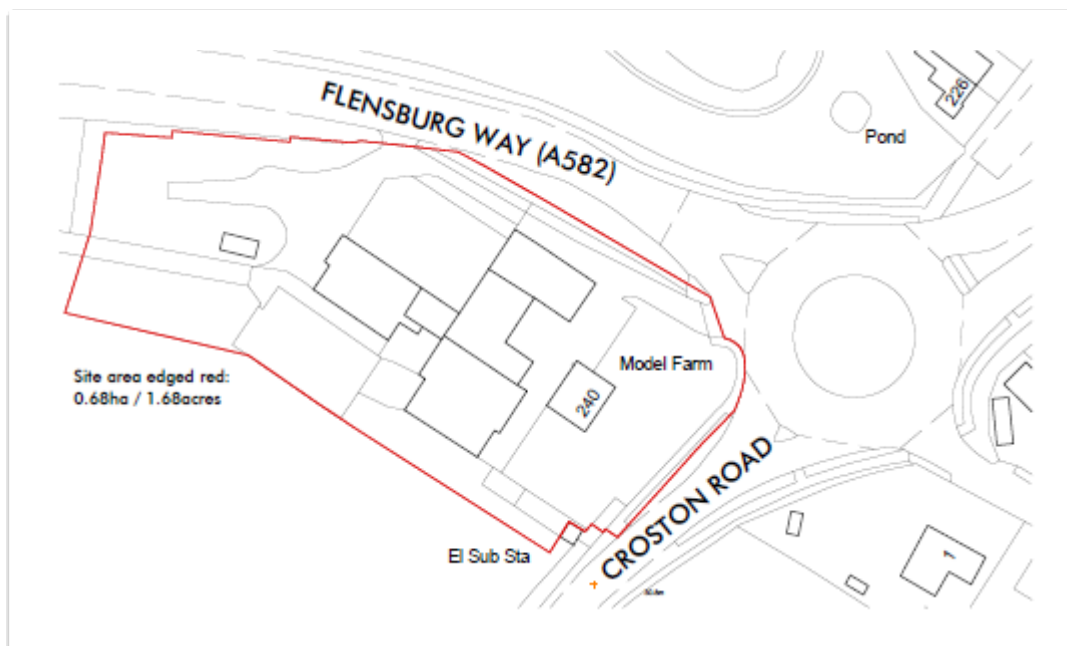 FLENSBURG WAY (A582)
226
Pond
Model Farm
Site area edged red:
0.68ha / 1.68acres
240
CROSTON ROAD
El Sub Sta
1